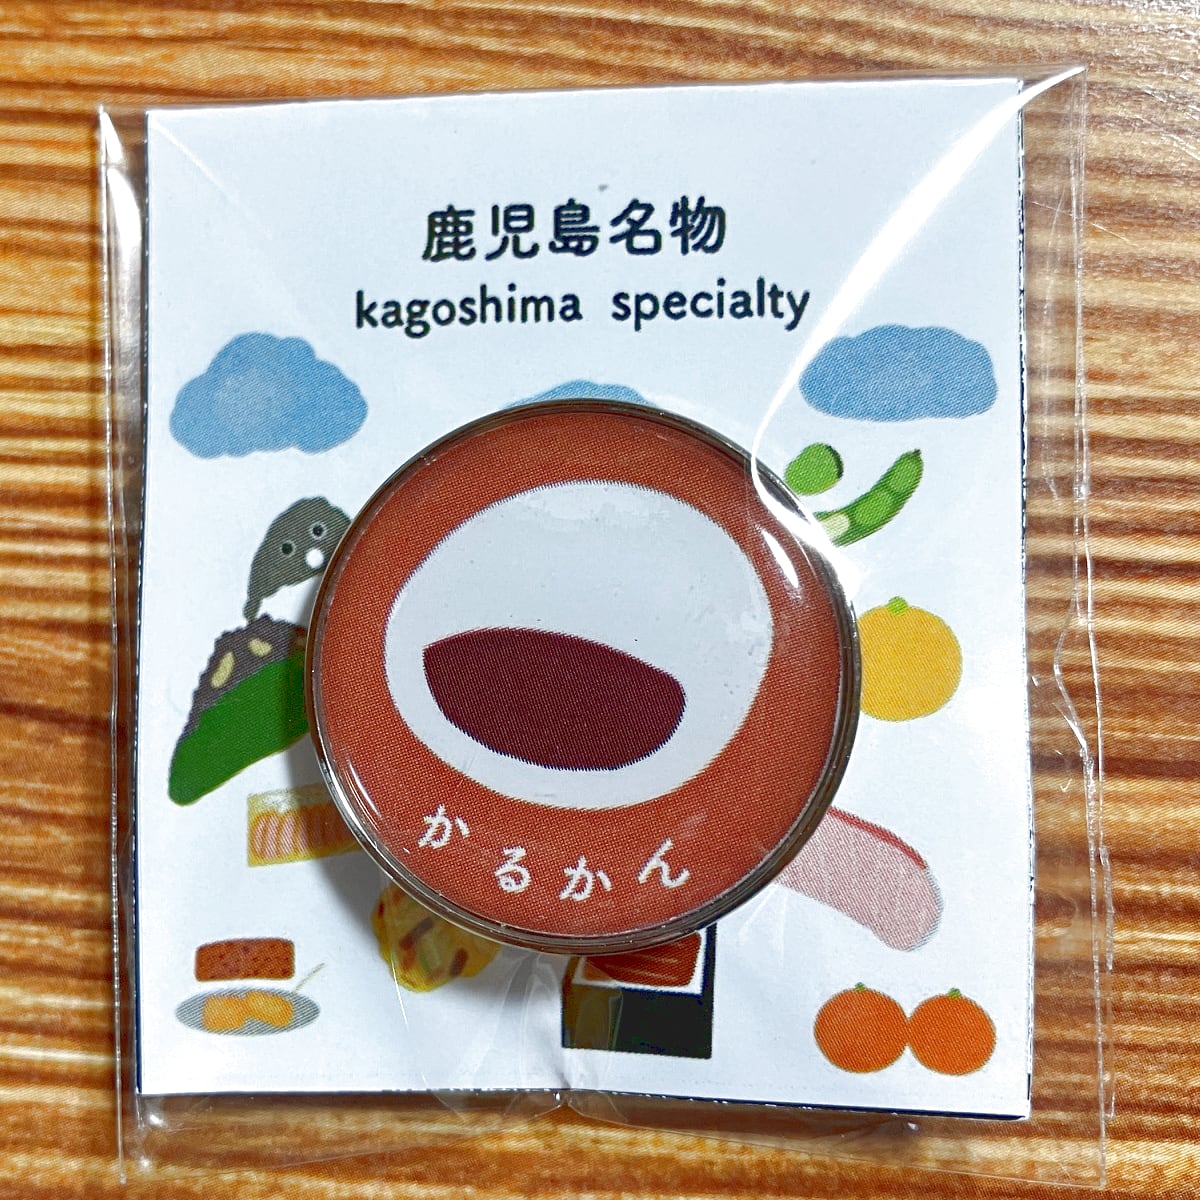 鹿児島名物
kagoshima specialty
かるかん